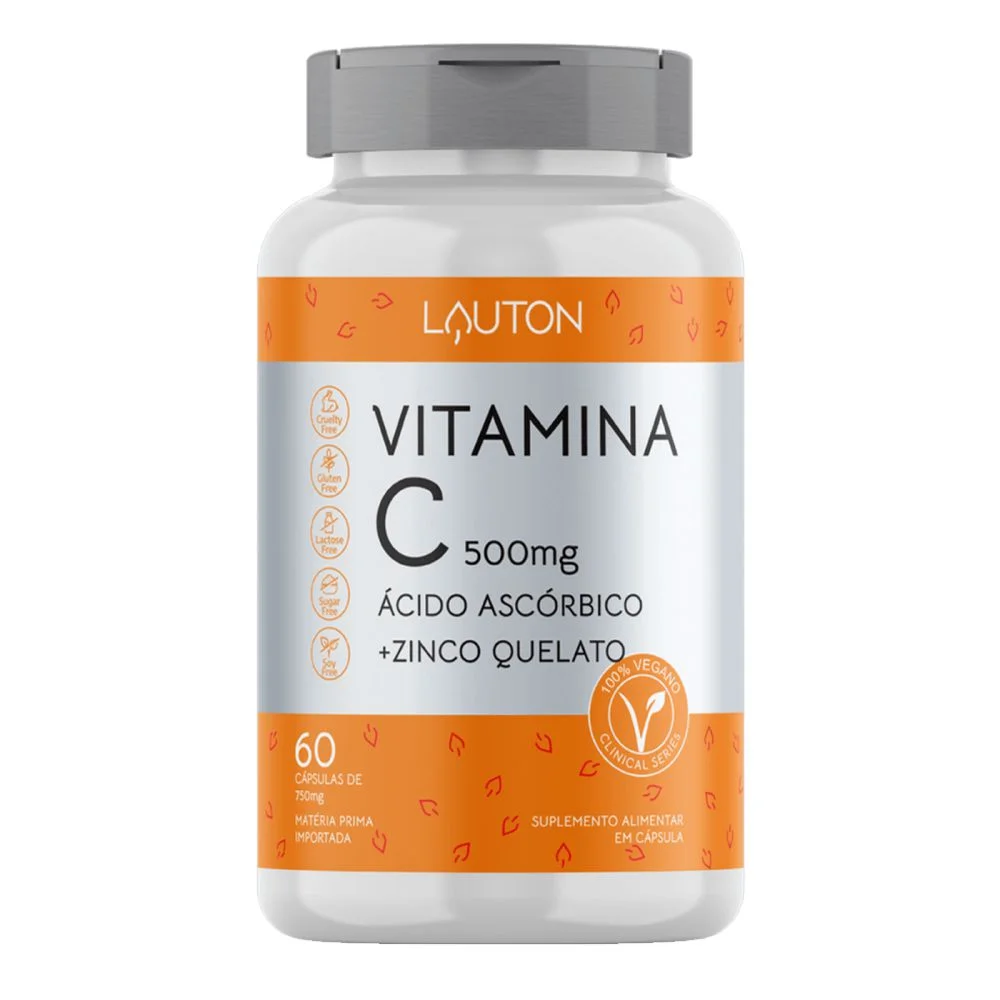 LAUTON
Cruelty
Free
Gluten
Free
Lactose
Free
Sugar
Free
Soy
Free
VITAMINA
C 500mg
ÁCIDO ASCÓRBICO
+ZINCO QUELATO
100% VEGANO
CLINICAL SERIES
60
CÁPSULAS DE
750mg
MATÉRIA PRIMA
IMPORTADA
SUPLEMENTO ALIMENTAR
EM CÁPSULA